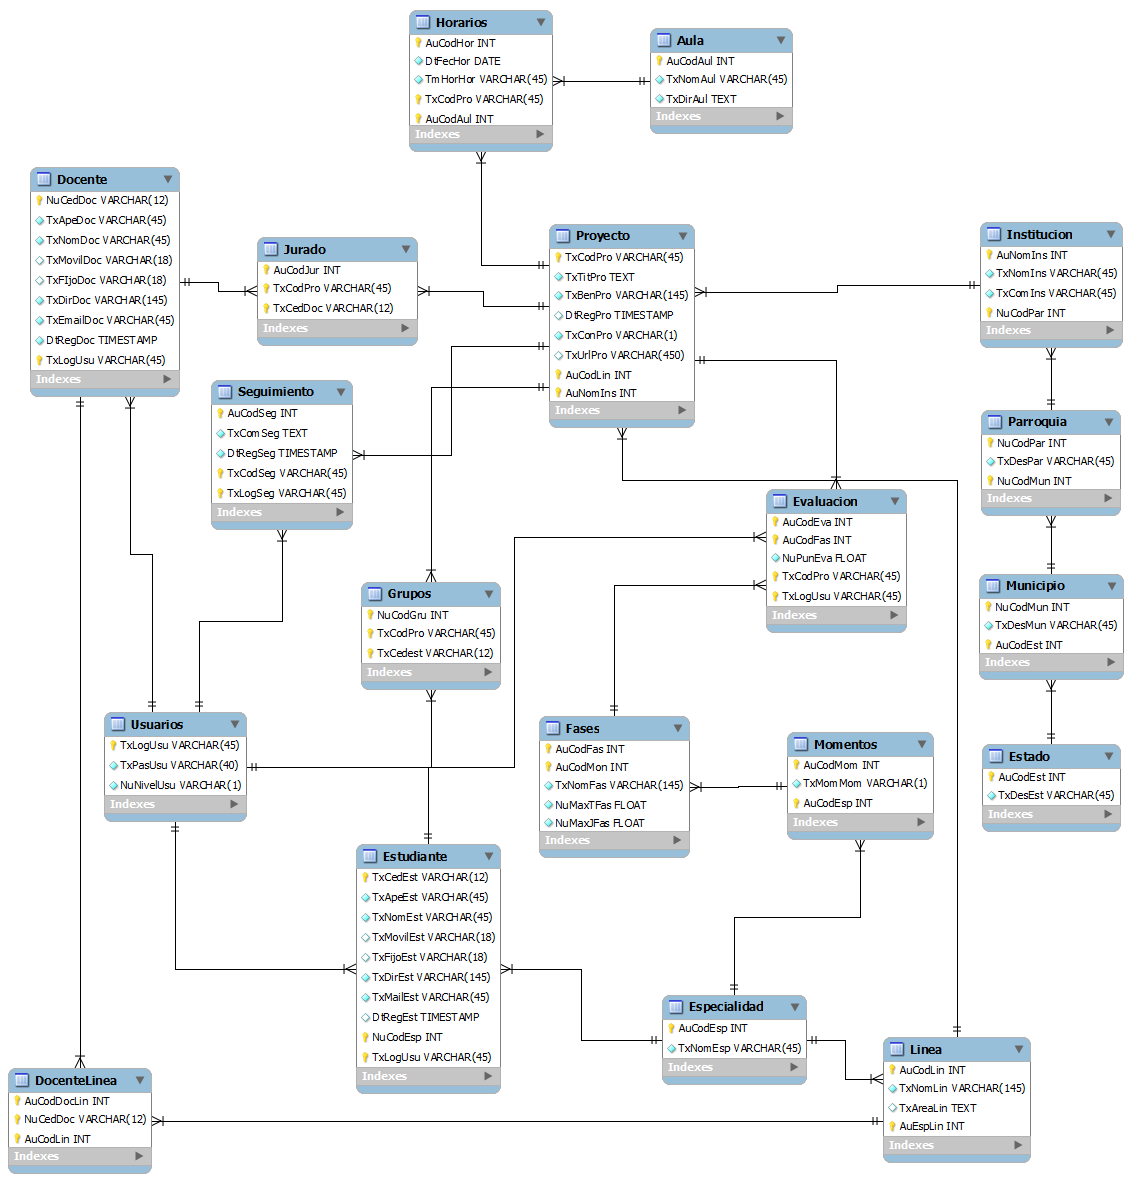 Horarios
AuCodHor INT
DtFecHor DATE
TmHorHor VARCHAR(45)
TxCodPro VARCHAR(45)
AuCodAul INT
Indexes
Aula
AuCodAul INT
TxNomAul VARCHAR(45)
TxDirAul TEXT
Indexes
Docente
NuCedDoc VARCHAR(12)
TxApeDoc VARCHAR(45)
TxNomDoc VARCHAR(45)
TxMovilDoc VARCHAR(18)
TxFIjoDoc VARCHAR(18)
TxDirDoc VARCHAR(145)
TxEmailDoc VARCHAR(45)
DtRegDoc TIMESTAMP
TxLogUsu VARCHAR(45)
Indexes
Jurado
AuCodJur INT
TxCodPro VARCHAR(45)
TxCedDoc VARCHAR(12)
Indexes
Proyecto
TxCodPro VARCHAR(45)
TxTitPro TEXT
TxBenPro VARCHAR(145)
DtRegPro TIMESTAMP
TxConPro VARCHAR(1)
TxUrlPro VARCHAR(450)
AuCodLin INT
AuNomIns INT
Indexes
Institucion
AuNomIns INT
TxNomIns VARCHAR(45)
TxComIns VARCHAR(45)
NuCodPar INT
Indexes
Seguimiento
AuCodSeg INT
TxComSeg TEXT
DtRegSeg TIMESTAMP
TxCodSeg VARCHAR(45)
TxLogSeg VARCHAR(45)
Indexes
Parroquia
NuCodPar INT
TxDesPar VARCHAR(45)
NuCodMun INT
Indexes
Evaluacion
AuCodEva INT
AuCodFas INT
NuPunEva FLOAT
TxCodPro VARCHAR(45)
TxLogUsu VARCHAR(45)
Indexes
Grupos
NuCodGru INT
TxCodPro VARCHAR(45)
TxCedest VARCHAR(12)
Indexes
Municipio
NuCodMun INT
TxDesMun VARCHAR(45)
AuCodEst INT
Indexes
Usuarios
TxLogUsu VARCHAR(45)
TxPasUsu VARCHAR(40)
NuNivelUsu VARCHAR(1)
Indexes
Fases
AuCodFas INT
AuCodMon INT
TxNomFas VARCHAR(145)
NuMaxTFas FLOAT
NuMaxJFas FLOAT
Indexes
Momentos
AuCodMom INT
TxMomMom VARCHAR(1)
AuCodEsp INT
Indexes
Estado
AuCodEst INT
TxDesEst VARCHAR(45)
Indexes
Estudiante
TxCedEst VARCHAR(12)
TxApeEst VARCHAR(45)
TxNomEst VARCHAR(45)
TxMovilEst VARCHAR(18)
TxFijoEst VARCHAR(18)
TxDirEst VARCHAR(145)
TxMailEst VARCHAR(45)
DtRegEst TIMESTAMP
NuCodEsp INT
TxLogUsu VARCHAR(45)
Indexes
Especialidad
AuCodEsp INT
TxNomEsp VARCHAR(45)
Indexes
Linea
AuCodLin INT
TxNomLin VARCHAR(145)
TxAreaLin TEXT
AuEspLin INT
Indexes
DocenteLinea
AuCodDocLin INT
NuCedDoc VARCHAR(12)
AuCodLin INT
Indexes